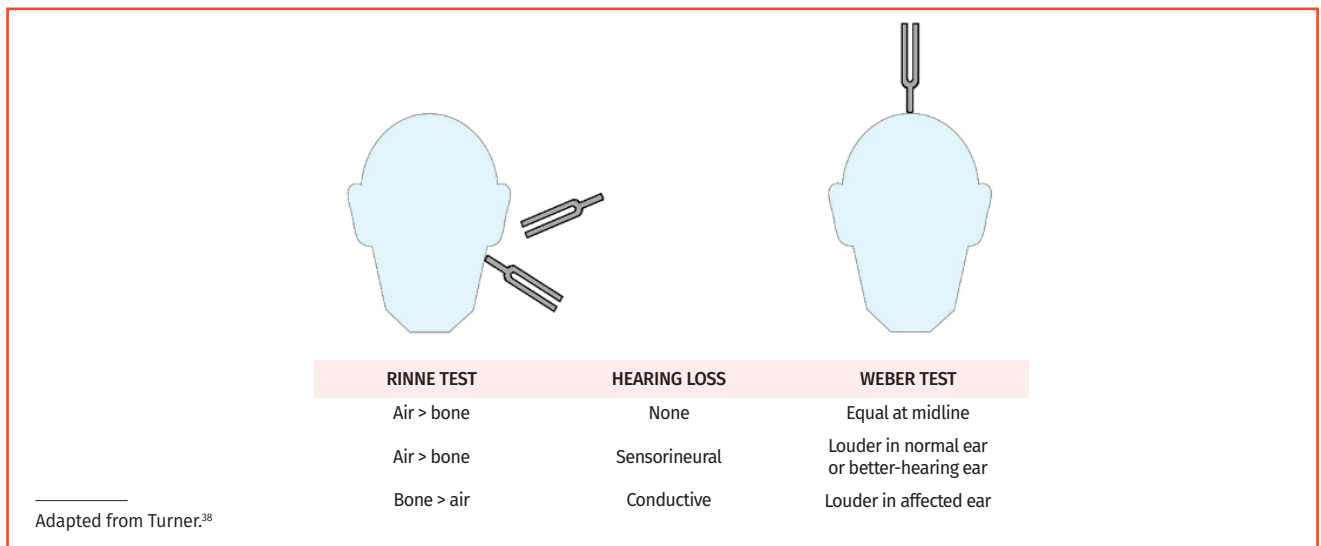 RINNE TEST HEARING LOSS WEBER TEST
Air > bone None Equal at midline
Air > bone Sensorineural Louder in normal ear
or better-hearing ear
Bone > air Conductive Louder in affected ear
Adapted from Turner.³⁸